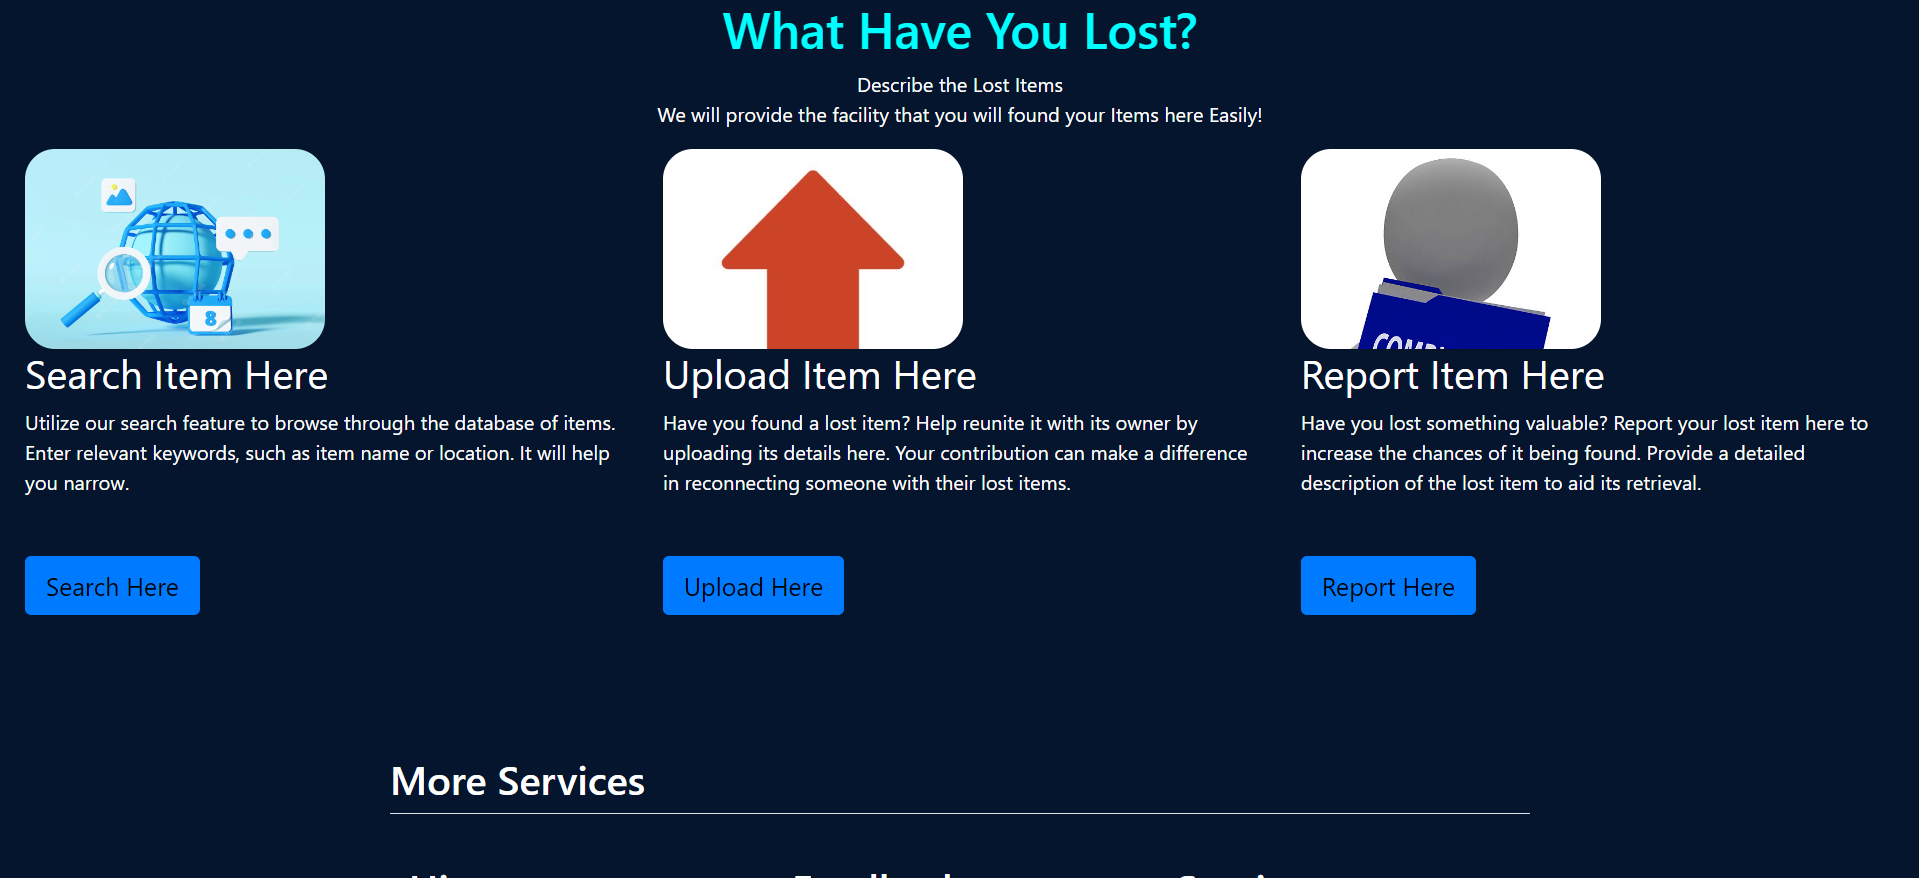 What Have You Lost?
Describe the Lost Items
We will provide the facility that you will found your Items here Easily!
8
Search Item Here
Utilize our search feature to browse through the database of items.
Enter relevant keywords, such as item name or location. It will help
you narrow.
Search Here
Upload Item Here
Have you found a lost item? Help reunite it with its owner by
uploading its details here. Your contribution can make a difference
in reconnecting someone with their lost items.
Upload Here
Report Item Here
Have you lost something valuable? Report your lost item here to
increase the chances of it being found. Provide a detailed
description of the lost item to aid its retrieval.
Report Here
More Services